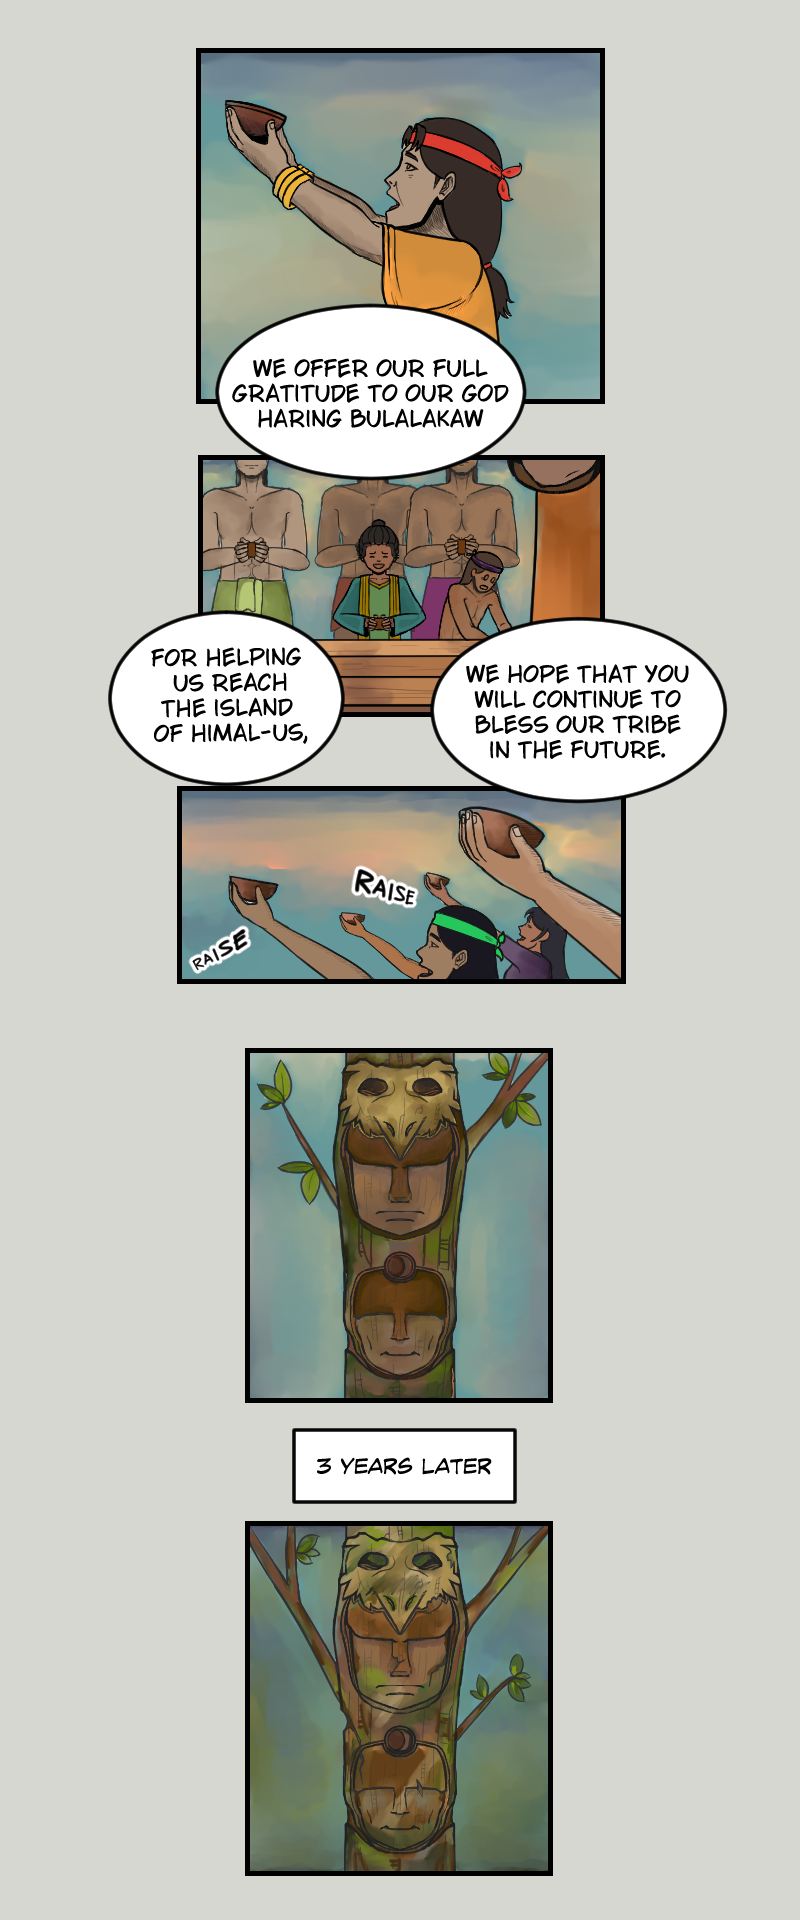 WE OFFER OUR FULL
GRATITUDE TO OUR GOD
HARING BULALAKAW
FOR HELPING
US REACH
THE ISLAND
OF HIMAL-US,
WE HOPE THAT YOU
WILL CONTINUE TO
BLESS OUR TRIBE
IN THE FUTURE.
RAISE
RAISE
3 YEARS LATER